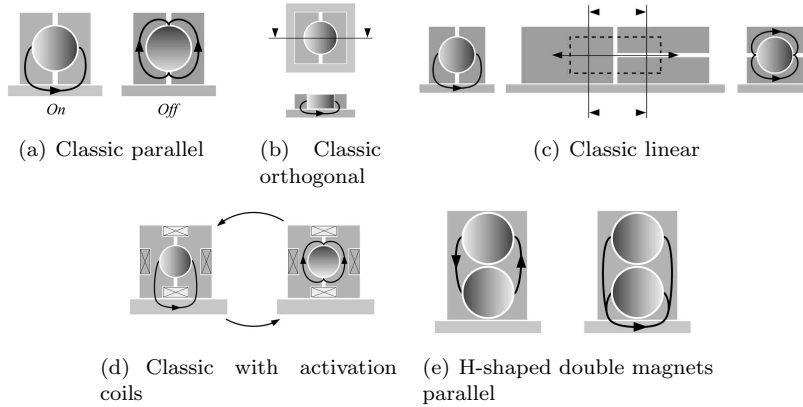 On
Off
(a) Classic parallel
(b) Classic
orthogonal
(c) Classic linear
(d) Classic with activation
coils
(e) H-shaped double magnets
parallel